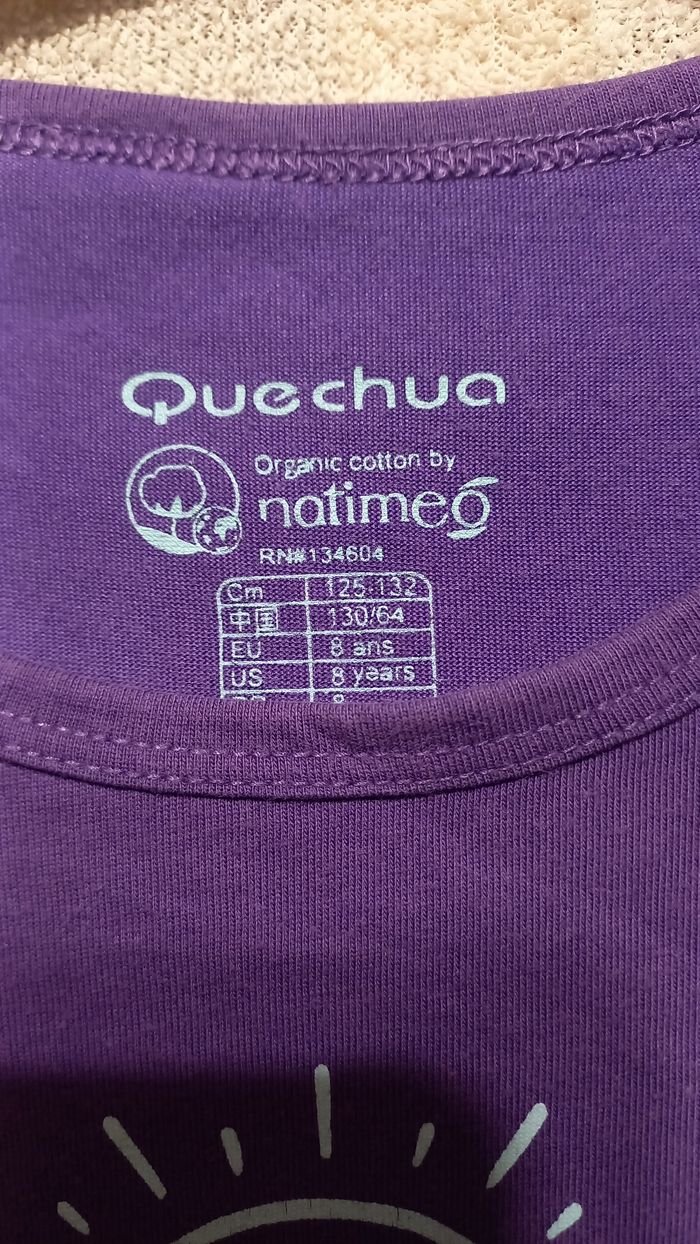 Quechua
Organic cotton by
natimeo
RN#134604
Cm 125-132
中国 130/64
EU 8 ans
US 8 years
8